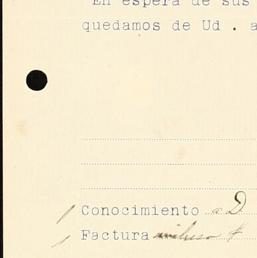 En espera de sus
quedamos de Ud . a
Conocimiento a D
Factura